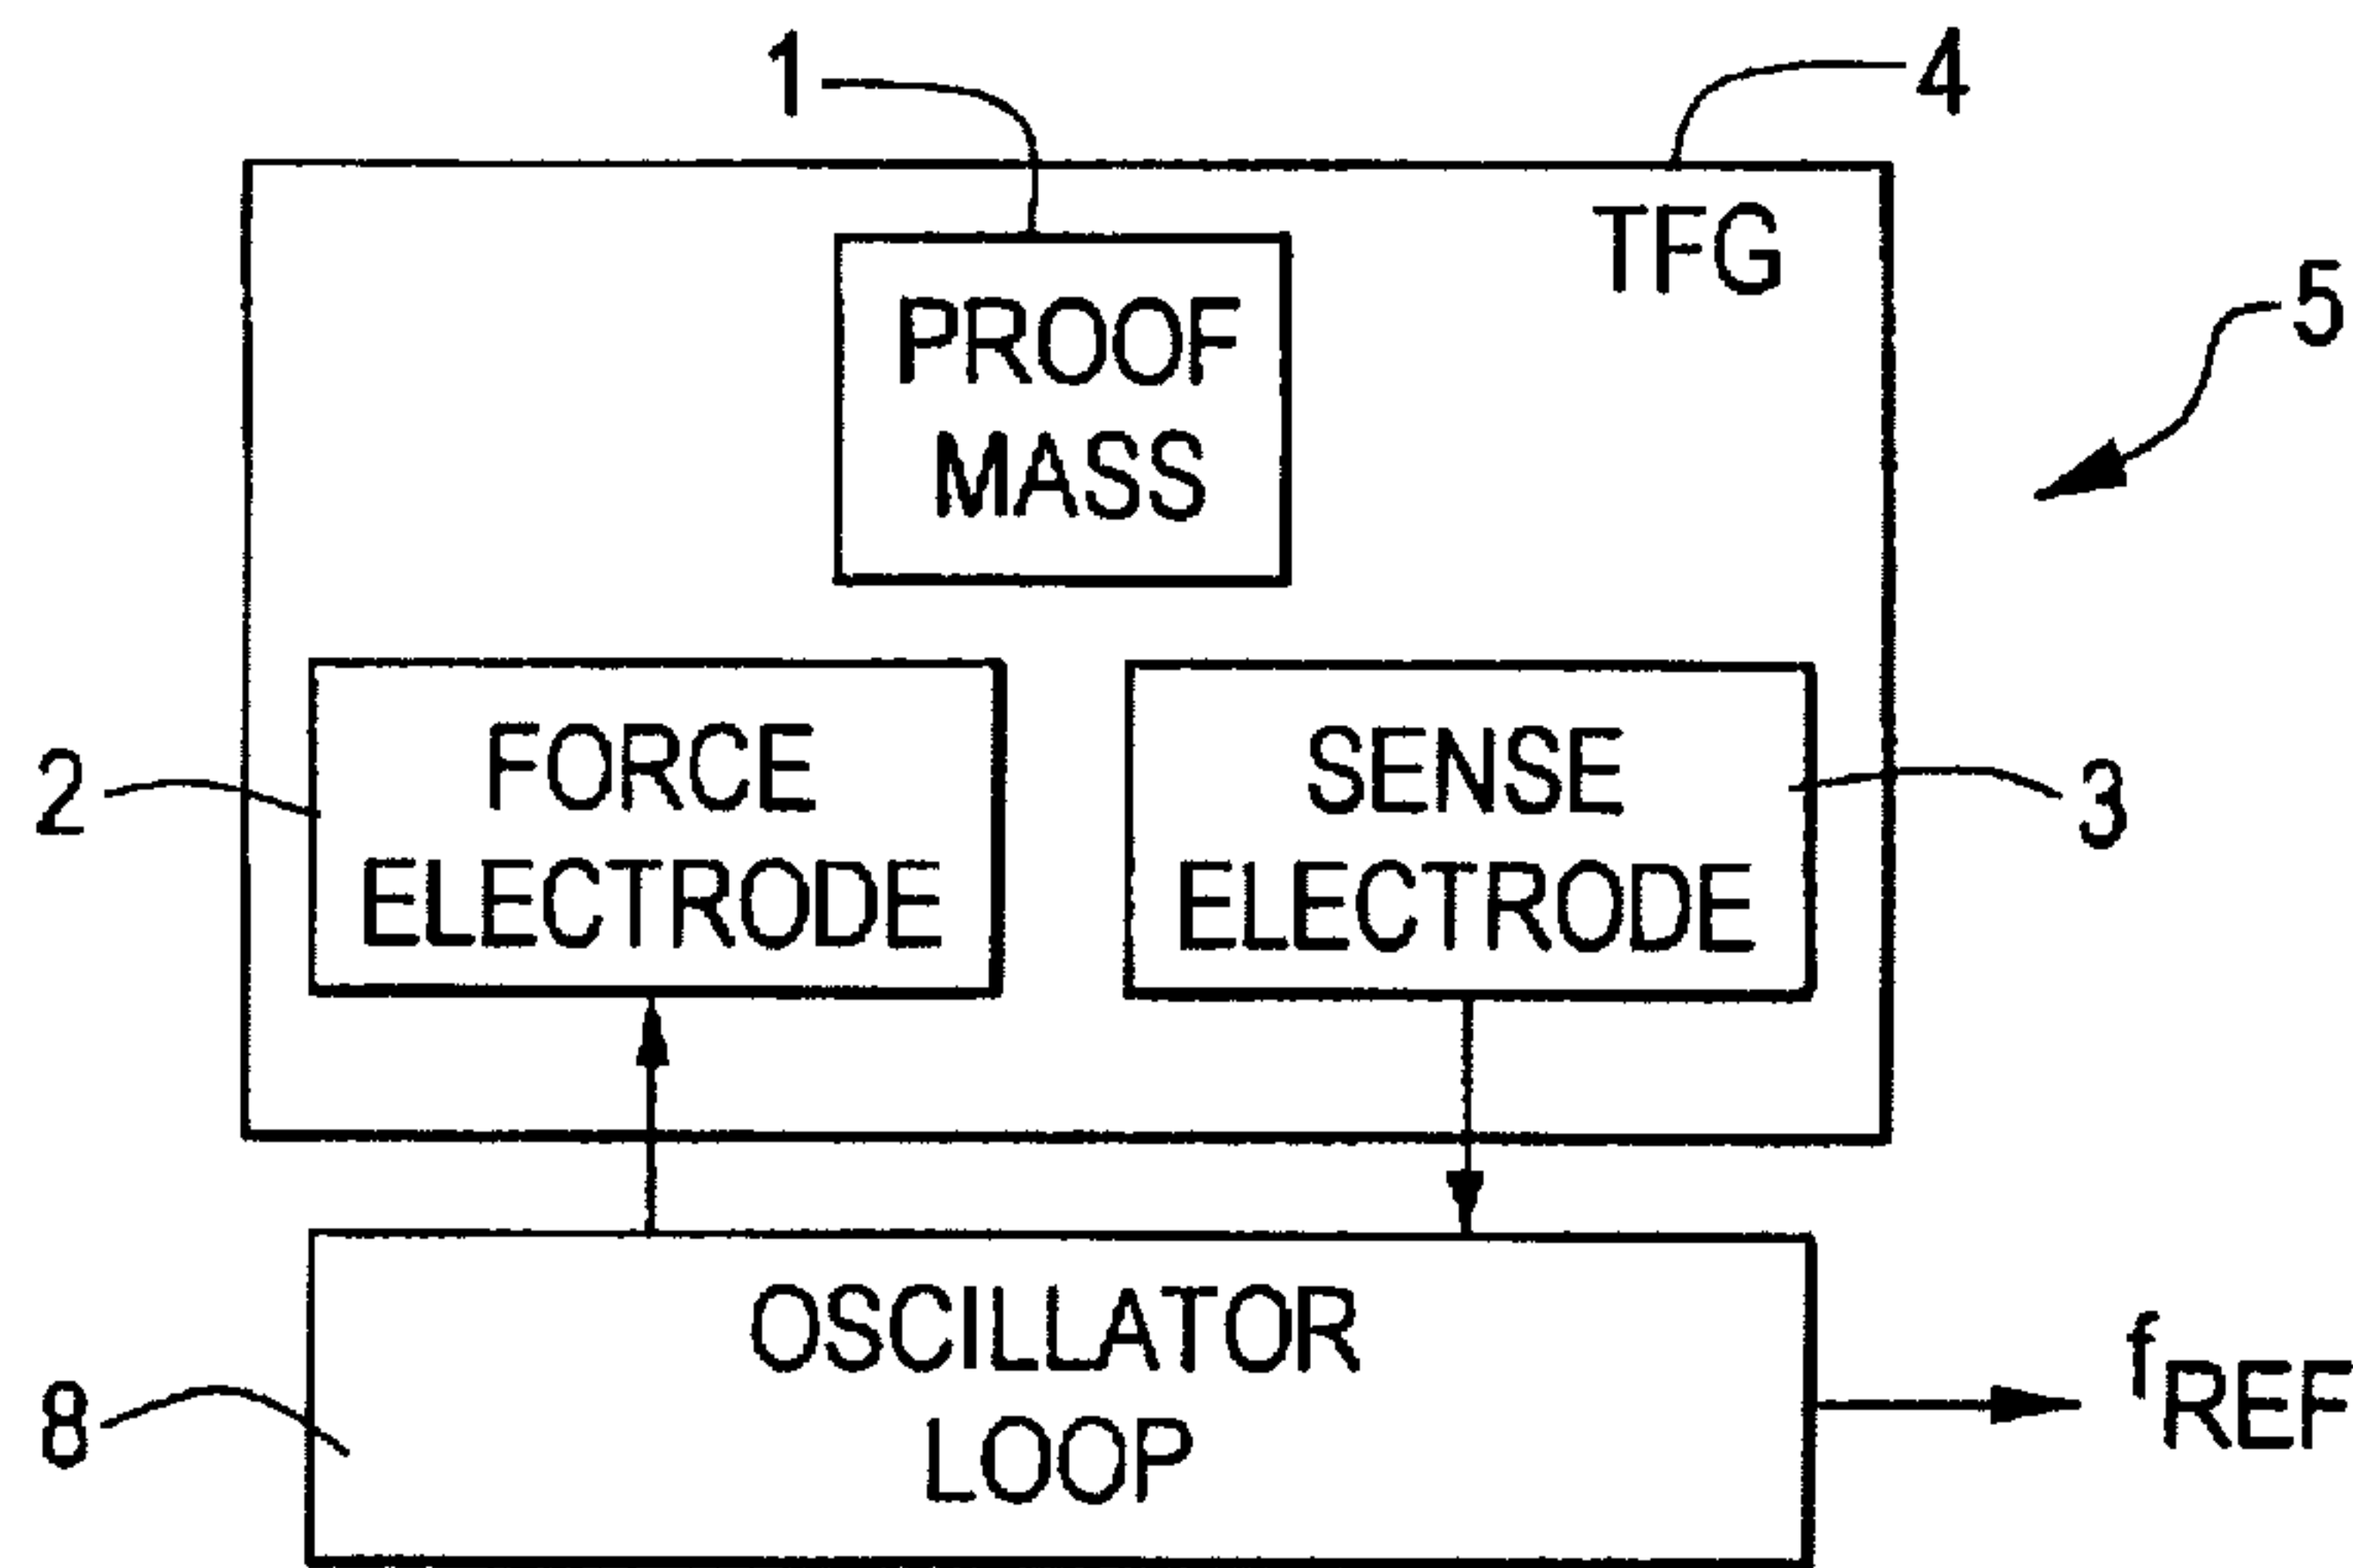 1
4
TFG
5
PROOF
MASS
2
FORCE
ELECTRODE
SENSE
ELECTRODE
3
8
OSCILLATOR
LOOP
fREF